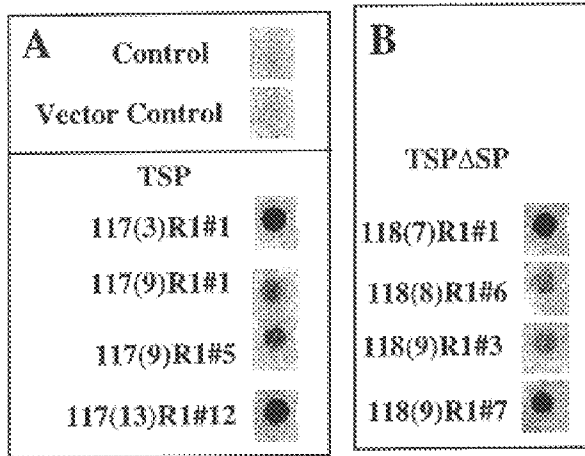 A
Control
Vector Control
TSP
117(3)R1#1
117(9)R1#1
117(9)R1#5
117(13)R1#12
B
TSPΔSP
118(7)R1#1
118(8)R1#6
118(9)R1#3
118(9)R1#7